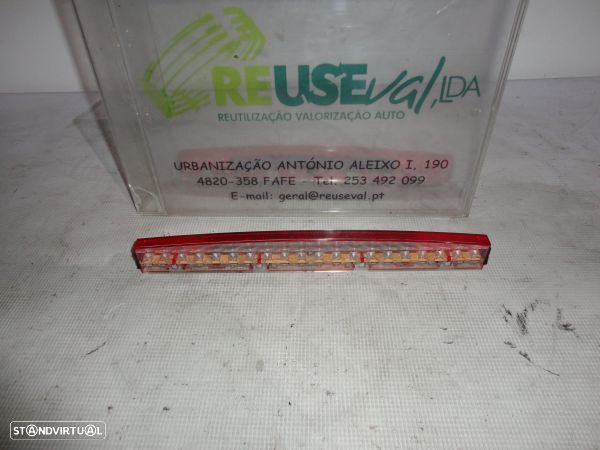 REUSEval, LDA
REUTILIZAÇÃO VALORIZAÇÃO AUTO
URBANIZAÇÃO ANTÓNIO ALEIXO I, 190
4820-358 FAFE - Tel: 253 492 099
E-mail: geral@reuseval.pt
STANDVIRTUAL